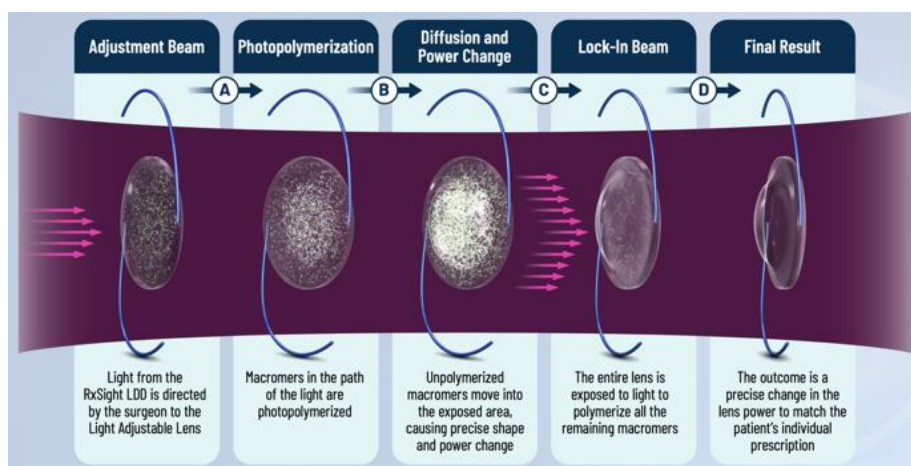 Adjustment Beam
Photopolymerization
Diffusion and
Power Change
Lock-In Beam
Final Result
A
B
C
D
Light from the
RxSight LDD is directed
by the surgeon to the
Light Adjustable Lens
Macromers in the path
of the light are
photopolymerized
Unpolymerized
macromers move into
the exposed area,
causing precise shape
and power change
The entire lens is
exposed to light to
polymerize all the
remaining macromers
The outcome is a
precise change in the
lens power to match the
patient's individual
prescription